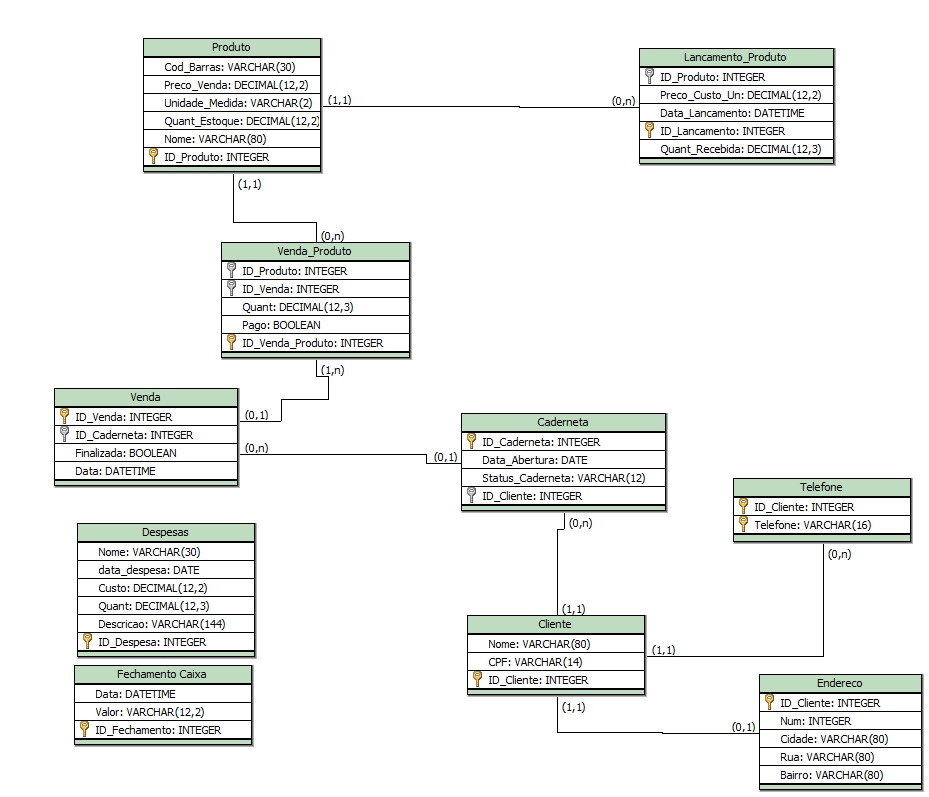 Produto
Cod_Barras: VARCHAR(30)
Preco_Venda: DECIMAL(12,2)
Unidade_Medida: VARCHAR(2)
Quant_Estoque: DECIMAL(12,2)
Nome: VARCHAR(80)
ID_Produto: INTEGER
(1,1)
(0,n)
Lancamento_Produto
ID_Produto: INTEGER
Preco_Custo_Un: DECIMAL(12,2)
Data_Lancamento: DATETIME
ID_Lancamento: INTEGER
Quant_Recebida: DECIMAL(12,3)
(1,1)
(0,n)
Venda_Produto
ID_Produto: INTEGER
ID_Venda: INTEGER
Quant: DECIMAL(12,3)
Pago: BOOLEAN
ID_Venda_Produto: INTEGER
(1,n)
(0,1)
Venda
ID_Venda: INTEGER
ID_Caderneta: INTEGER
Finalizada: BOOLEAN
Data: DATETIME
(0,n)
(0,1)
Caderneta
ID_Caderneta: INTEGER
Data_Abertura: DATE
Status_Caderneta: VARCHAR(12)
ID_Cliente: INTEGER
(0,n)
(1,1)
Telefone
ID_Cliente: INTEGER
Telefone: VARCHAR(16)
(0,n)
Despesas
Nome: VARCHAR(30)
data_despesa: DATE
Custo: DECIMAL(12,2)
Quant: DECIMAL(12,3)
Descricao: VARCHAR(144)
ID_Despesa: INTEGER
Cliente
Nome: VARCHAR(80)
CPF: VARCHAR(14)
ID_Cliente: INTEGER
(1,1)
(1,1)
(0,1)
Fechamento Caixa
Data: DATETIME
Valor: VARCHAR(12,2)
ID_Fechamento: INTEGER
Endereco
ID_Cliente: INTEGER
Num: INTEGER
Cidade: VARCHAR(80)
Rua: VARCHAR(80)
Bairro: VARCHAR(80)